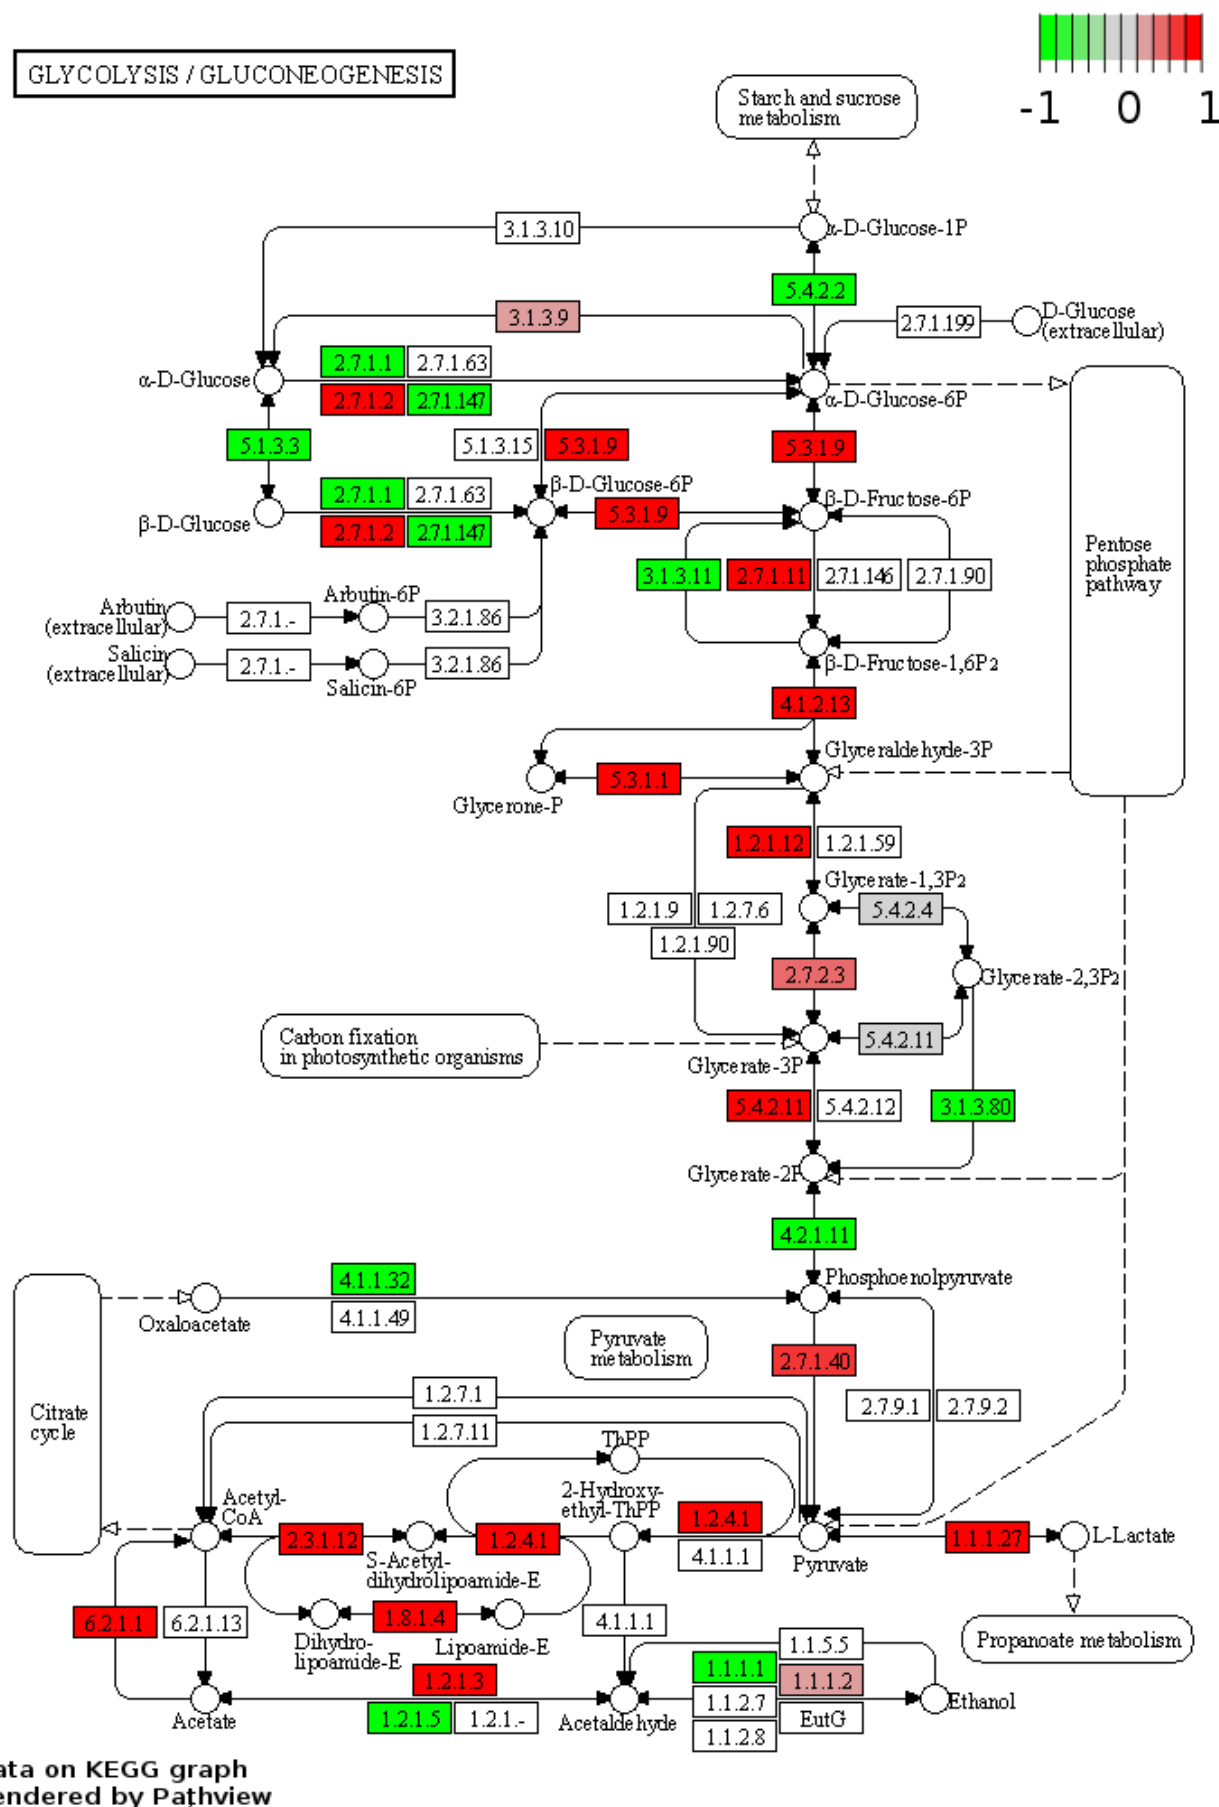 GLYCOLYSIS / GLUCONEOGENESIS
-1 0 1
Starch and sucrose
metabolism
3.1.3.10
α-D-Glucose-1P
5.4.2.2
3.1.3.9
2.7.1.199
D-Glucose
(extracellular)
2.7.1.1
2.7.1.63
α-D-Glucose
2.7.1.2
2.7.1.147
α-D-Glucose-6P
5.1.3.3
5.1.3.15
5.3.1.9
5.3.1.9
β-D-Glucose-6P
2.7.1.1
2.7.1.63
β-D-Glucose
2.7.1.2
2.7.1.147
5.3.1.9
β-D-Fructose-6P
Pentose
phosphate
pathway
3.1.3.11
2.7.1.11
2.7.1.146
2.7.1.90
Arbutin
(extracellular)
2.7.1.-
Arbutin-6P
3.2.1.86
Salicin
(extracellular)
2.7.1.-
Salicin-6P
3.2.1.86
β-D-Fructose-1,6P2
4.1.2.13
Glyceraldehyde-3P
5.3.1.1
Glycerone-P
1.2.1.12
1.2.1.59
Glycerate-1,3P2
1.2.1.9
1.2.7.6
1.2.1.90
5.4.2.4
2.7.2.3
Glycerate-2,3P2
Carbon fixation
in photosynthetic organisms
5.4.2.11
Glycerate-3P
5.4.2.11
5.4.2.12
3.1.3.80
Glycerate-2P
4.2.1.11
4.1.1.32
Phosphoenolpyruvate
Oxaloacetate
4.1.1.49
Pyruvate
metabolism
2.7.1.40
Citrate
cycle
1.2.7.1
1.2.7.11
2.7.9.1
2.7.9.2
ThPP
Acetyl-
CoA
2-Hydroxy-
ethyl-ThPP
2.3.1.12
1.2.4.1
1.2.4.1
4.1.1.1
S-Acetyl-
dihydrolipoamide-E
Pyruvate
1.1.1.27
L-Lactate
6.2.1.1
6.2.1.13
1.8.1.4
4.1.1.1
Dihydro-
lipoamide-E
Lipoamide-E
1.1.5.5
Propanoate metabolism
1.2.1.3
1.1.1.1
1.1.1.2
Acetate
1.2.1.5
1.2.1.-
Acetaldehyde
1.1.2.7
EutG
Ethanol
1.1.2.8
ata on KEGG graph
endered by Pathview